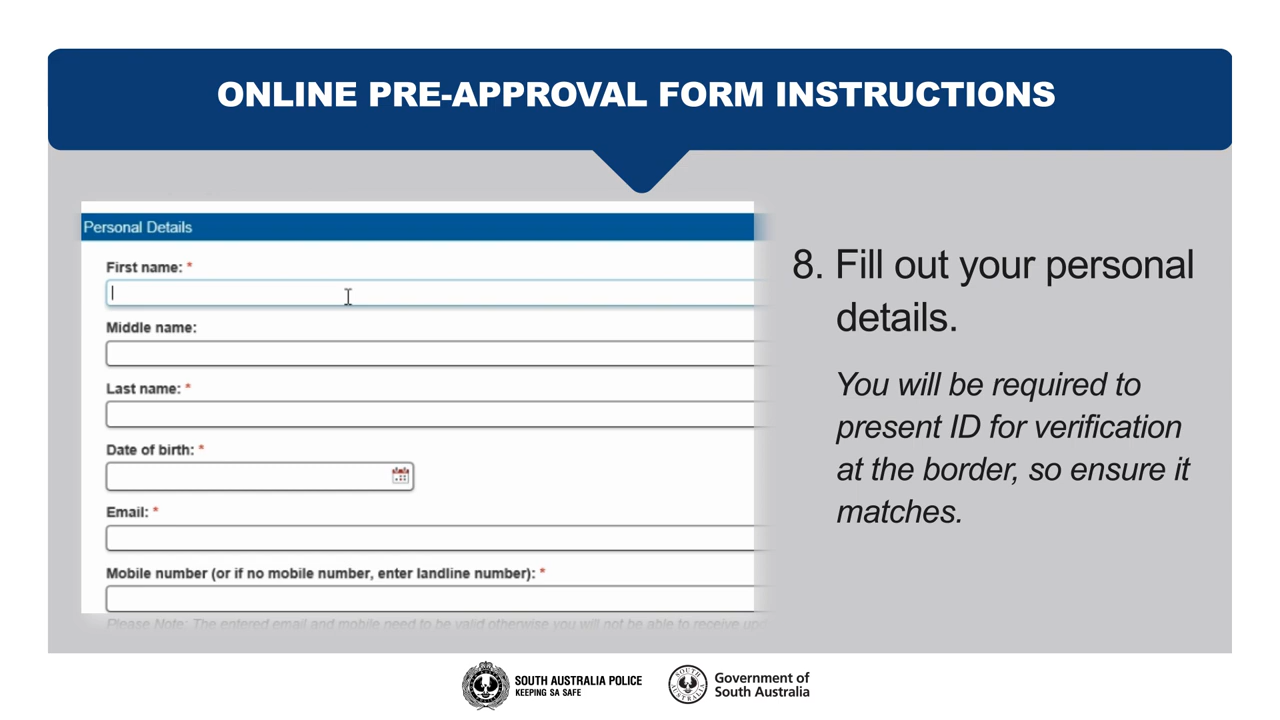 ONLINE PRE-APPROVAL FORM INSTRUCTIONS
Personal Details
First name: *
Middle name:
Last name: *
Date of birth: *
Email: *
Mobile number (or if no mobile number, enter landline number): *
Please Note: The entered email and mobile need to be valid otherwise you will not be able to receive
8. Fill out your personal
details.
You will be required to
present ID for verification
at the border, so ensure it
matches.
SOUTH AUSTRALIA POLICE
KEEPING SA SAFE
Government of
South Australia